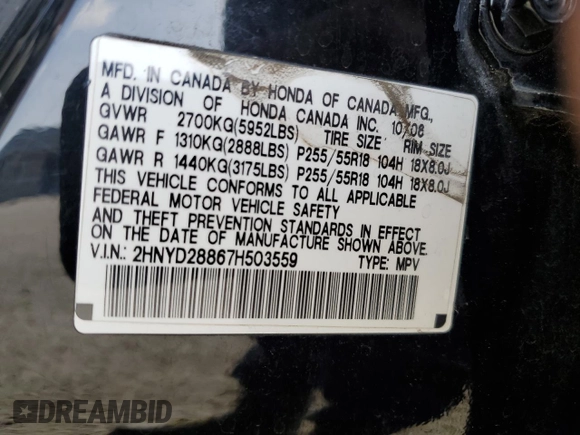 MFD. IN CANADA BY HONDA OF CANADA MFG.,
A DIVISION OF HONDA CANADA INC. 10/06
GVWR 2700KG(5952LBS) TIRE SIZE RIM SIZE
GAWR F 1310KG(2888LBS) P255/55R18 104H 18X8.0J
GAWR R 1440KG(3175LBS) P255/55R18 104H 18X8.0J
THIS VEHICLE CONFORMS TO ALL APPLICABLE
FEDERAL MOTOR VEHICLE SAFETY
AND THEFT PREVENTION STANDARDS IN EFFECT
ON THE DATE OF MANUFACTURE SHOWN ABOVE.
V.I.N.: 2HNYD28867H503559 TYPE: MPV
DREAMBID